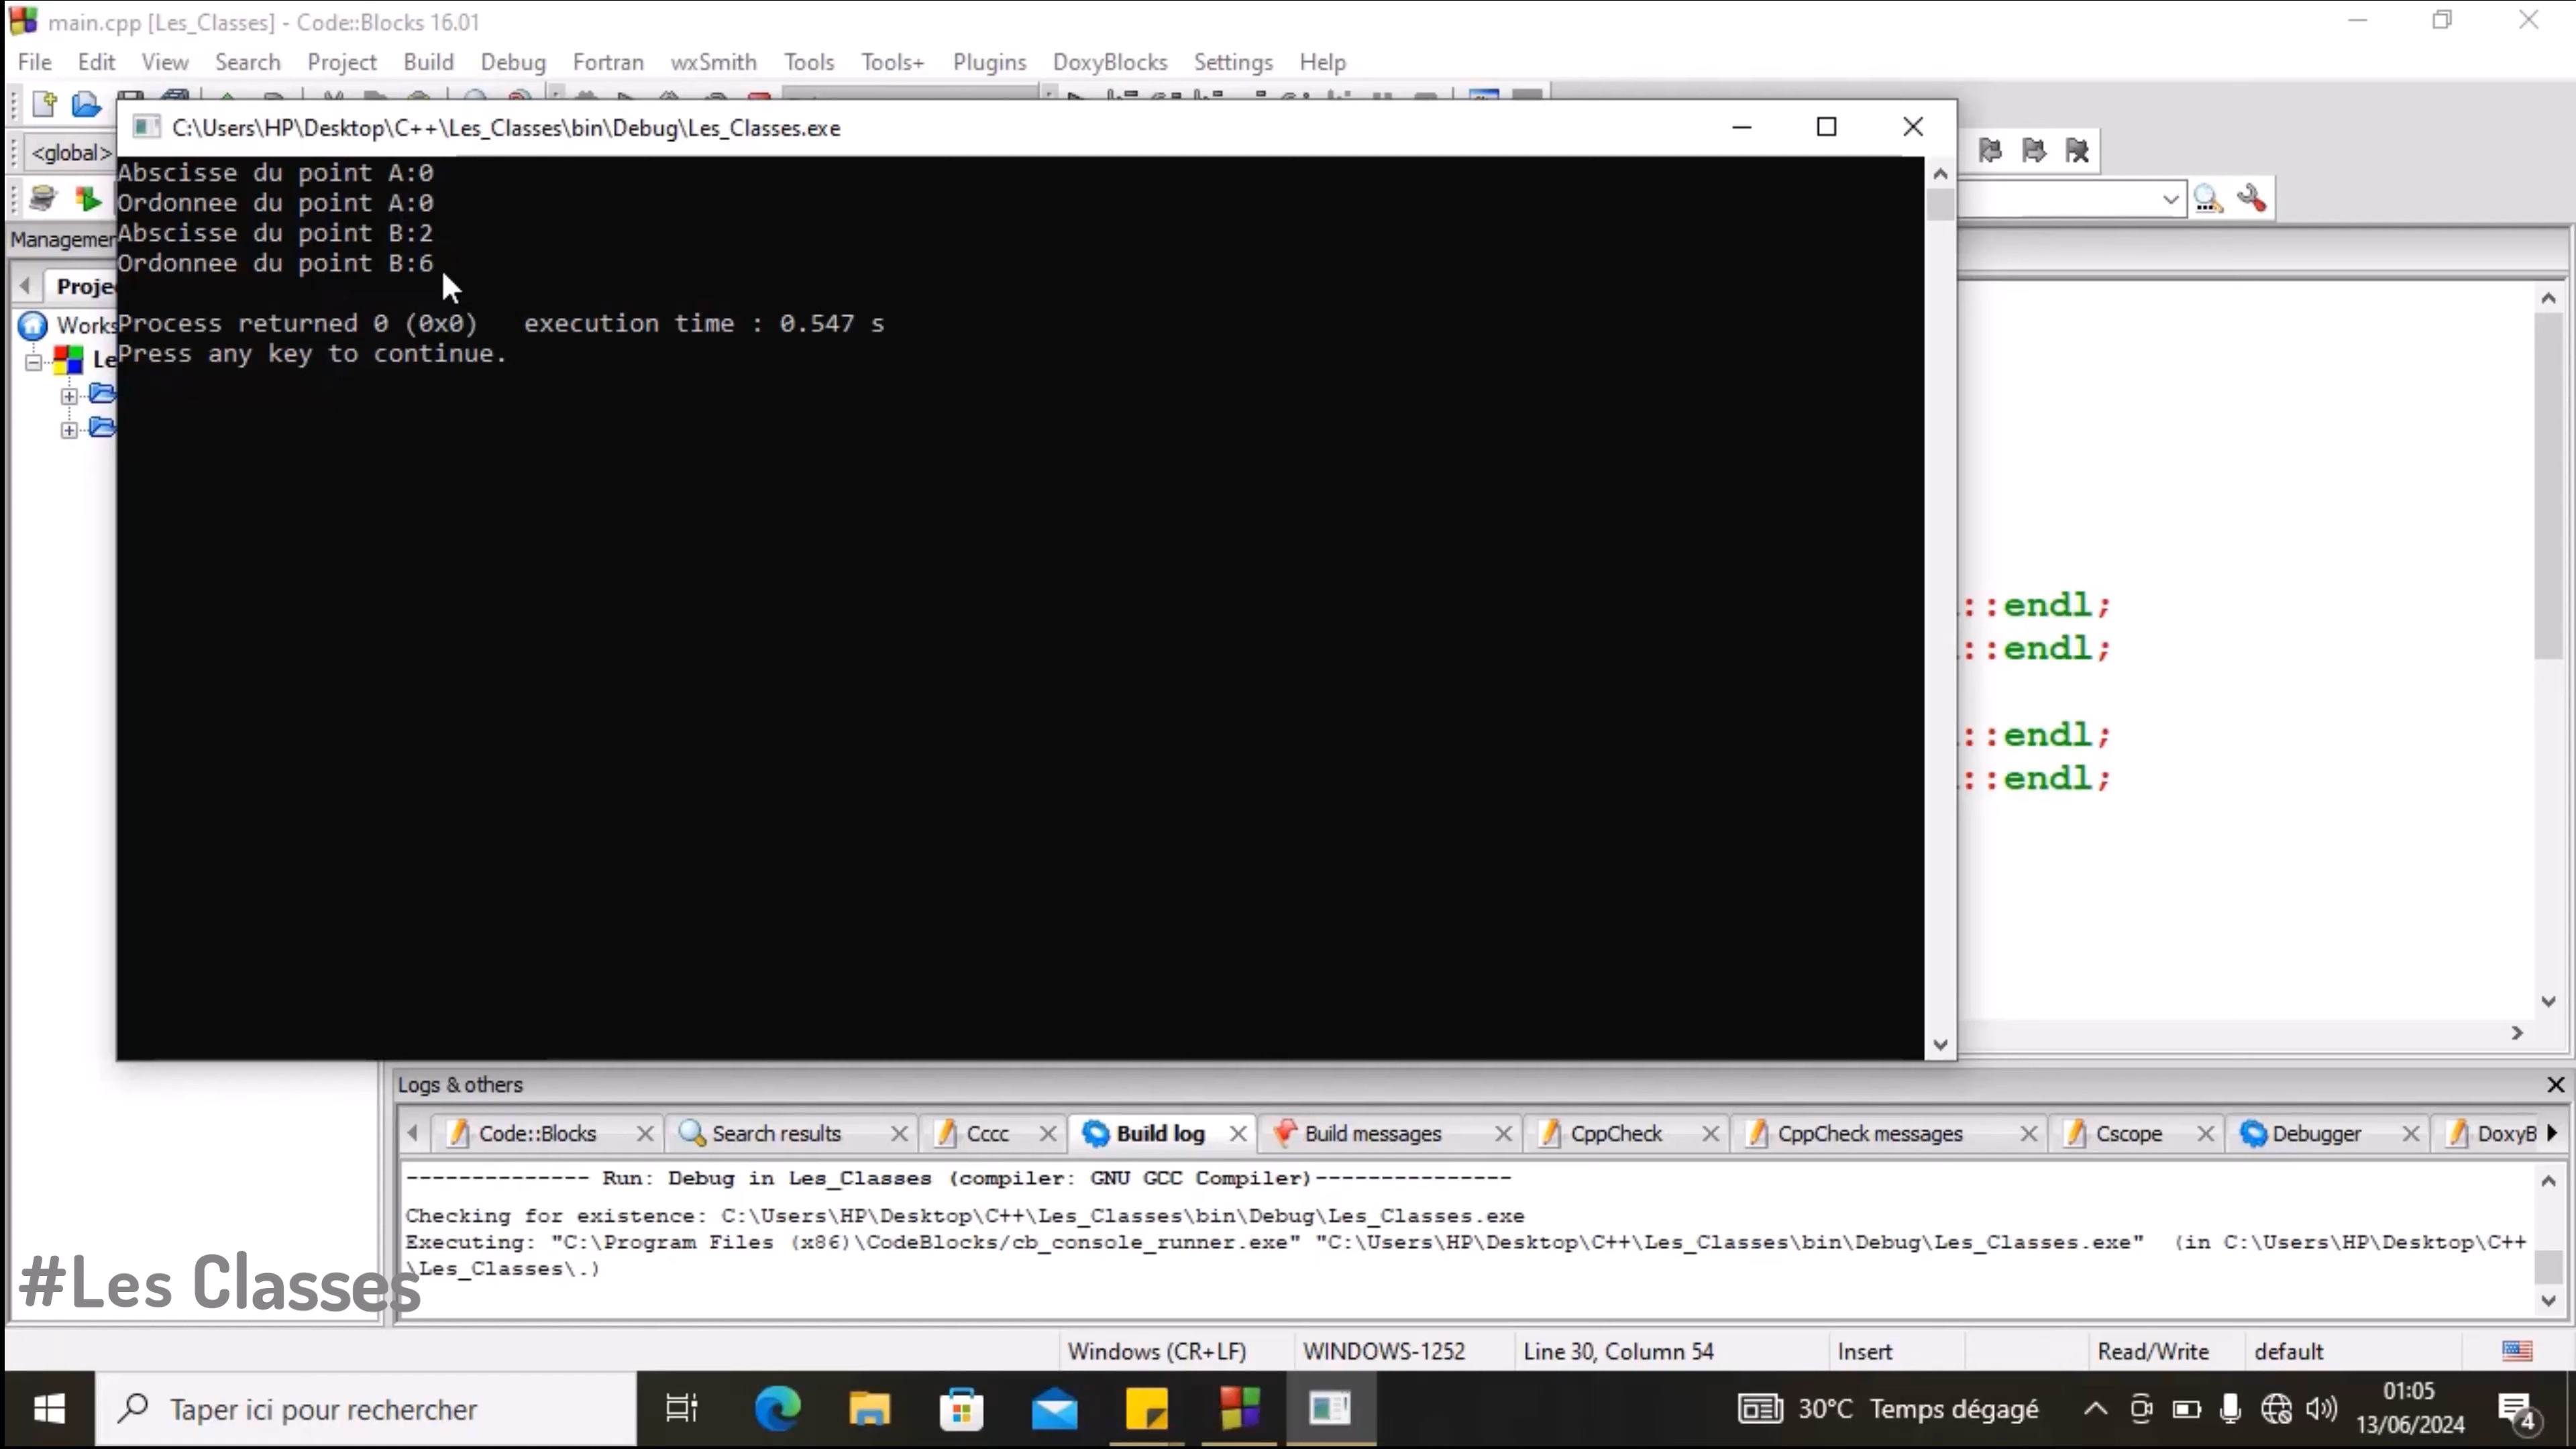 main.cpp [Les_Classes] - Code::Blocks 16.01
File Edit View Search Project Build Debug Fortran wxSmith Tools Tools+ Plugins DoxyBlocks Settings Help
C:\Users\HP\Desktop\C++\Les_Classes\bin\Debug\Les_Classes.exe
<global>
Abscisse du point A:0
Ordonnee du point A:0
Abscisse du point B:2
Ordonnee du point B:6
Process returned 0 (0x0)   execution time : 0.547 s
Press any key to continue.
::endl;
::endl;
::endl;
::endl;
Logs & others
Code::Blocks Search results Cccc Build log Build messages CppCheck CppCheck messages Cscope Debugger DoxyB
-------------- Run: Debug in Les_Classes (compiler: GNU GCC Compiler)---------------
Checking for existence: C:\Users\HP\Desktop\C++\Les_Classes\bin\Debug\Les_Classes.exe
Executing: "C:\Program Files (x86)\CodeBlocks/cb_console_runner.exe" "C:\Users\HP\Desktop\C++\Les_Classes\bin\Debug\Les_Classes.exe"  (in C:\Users\HP\Desktop\C++
\Les_Classes\.)
#Les Classes
Windows (CR+LF) WINDOWS-1252 Line 30, Column 54 Insert Read/Write default
Taper ici pour rechercher
30°C Temps dégagé
01:05
13/06/2024
4